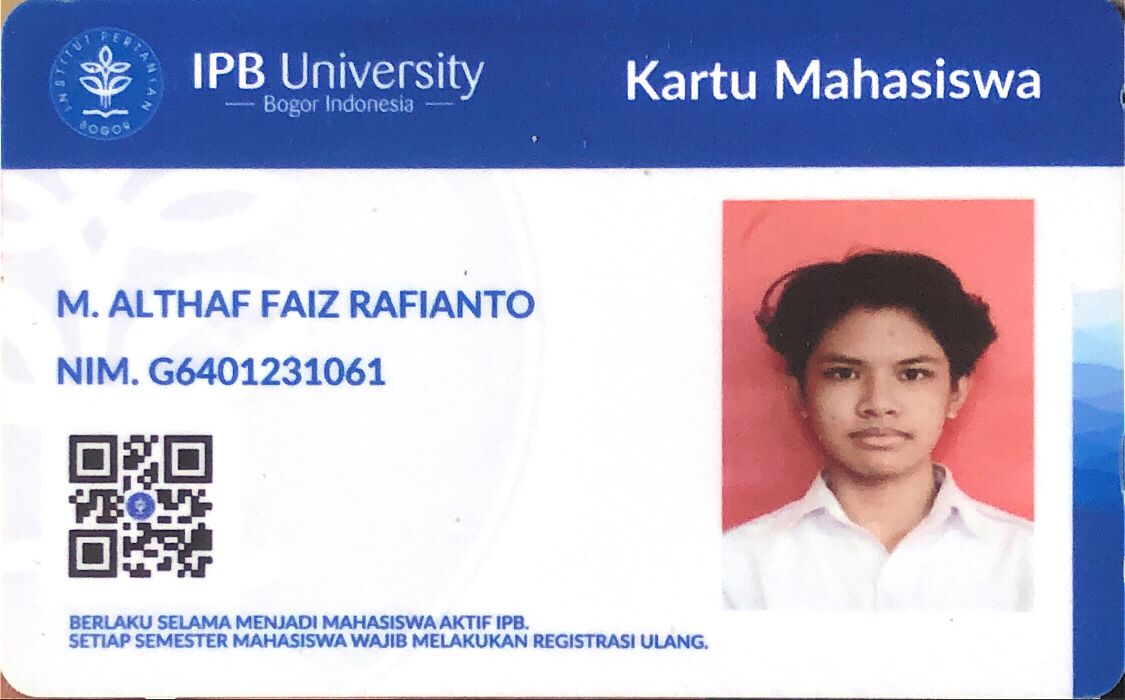 INSTITUT PERTANIAN
BOGOR
IPB University
Bogor Indonesia
Kartu Mahasiswa
M. ALTHAF FAIZ RAFIANTO
NIM. G6401231061
BERLAKU SELAMA MENJADI MAHASISWA AKTIF IPB.
SETIAP SEMESTER MAHASISWA WAJIB MELAKUKAN REGISTRASI ULANG.